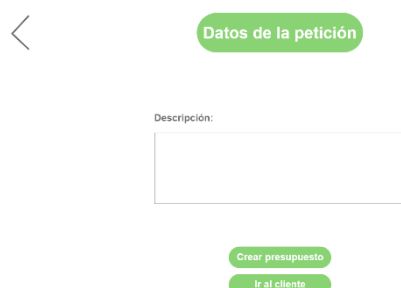 Datos de la petición
Descripción:
Crear presupuesto
Ir al cliente